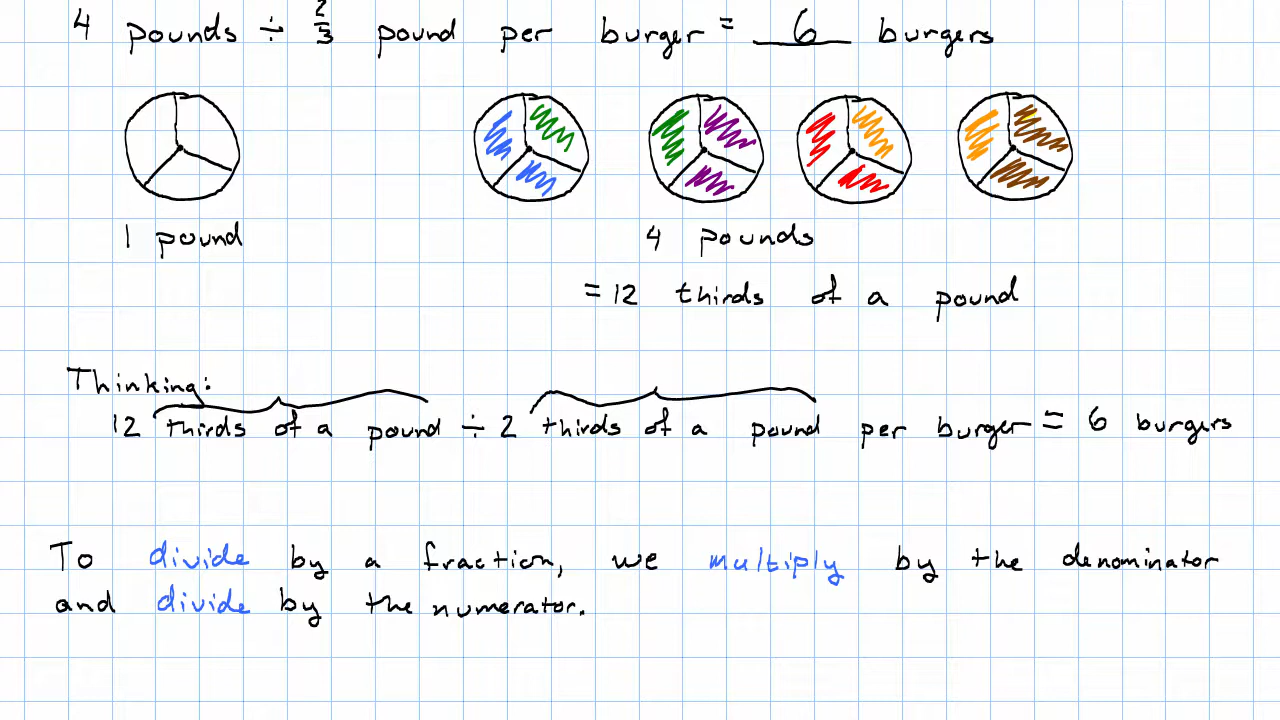 4 pounds ÷ 2/3 pound per burger = 6 burgers
1 pound
4 pounds
= 12 thirds of a pound
Thinking:
12 thirds of a pound ÷ 2 thirds of a pound per burger = 6 burgers
To divide by a fraction, we multiply by the denominator
and divide by the numerator.